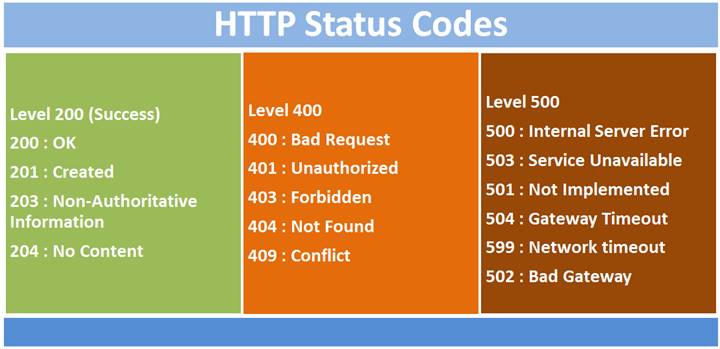 HTTP Status Codes
Level 200 (Success)
200 : OK
201 : Created
203 : Non-Authoritative
Information
204 : No Content
Level 400
400 : Bad Request
401 : Unauthorized
403 : Forbidden
404 : Not Found
409 : Conflict
Level 500
500 : Internal Server Error
503 : Service Unavailable
501 : Not Implemented
504 : Gateway Timeout
599 : Network timeout
502 : Bad Gateway